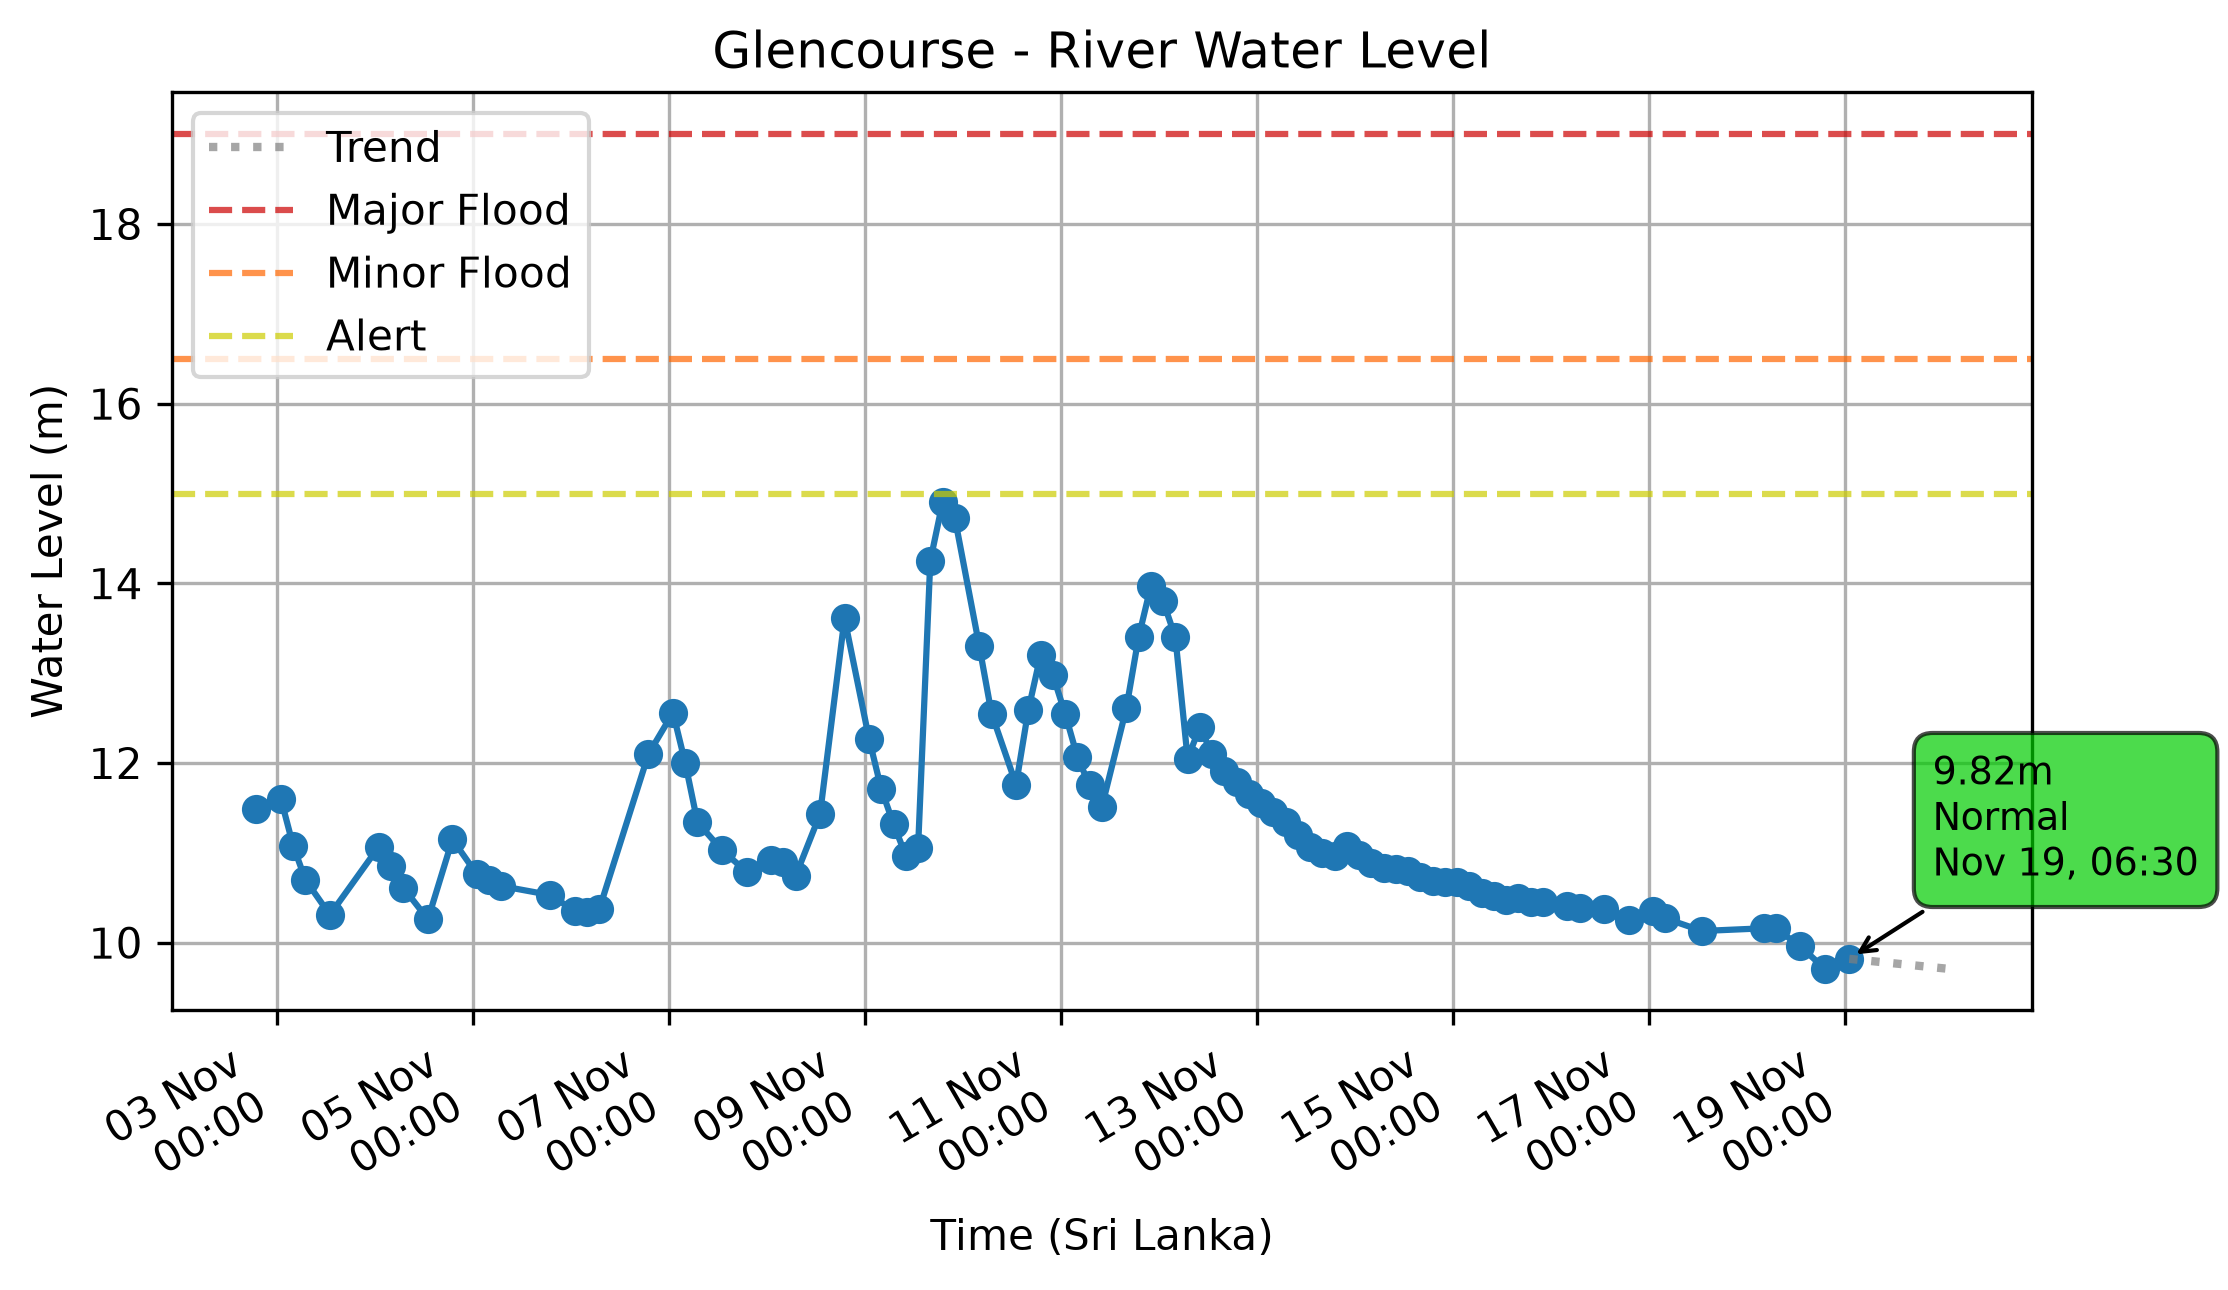 Glencourse - River Water Level
Trend
Major Flood
Minor Flood
Alert
Water Level (m)
18
16
14
12
10
9.82m
Normal
Nov 19, 06:30
03 Nov
00:00
05 Nov
00:00
07 Nov
00:00
09 Nov
00:00
11 Nov
00:00
13 Nov
00:00
15 Nov
00:00
17 Nov
00:00
19 Nov
00:00
Time (Sri Lanka)